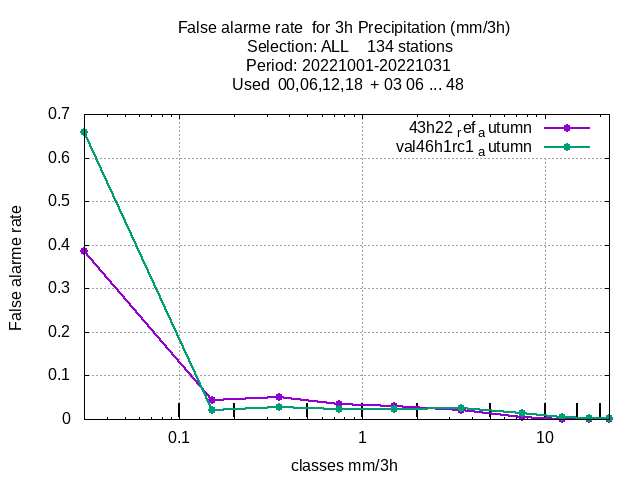 False alarme rate  for 3h Precipitation (mm/3h)
Selection: ALL    134 stations
Period: 20221001-20221031
Used  00,06,12,18  + 03 06 ... 48
43h22 ref a utumn
val46h1rc1 a utumn
0.7
0.6
0.5
0.4
0.3
0.2
0.1
0
False alarme rate
0.1 1 10
classes mm/3h